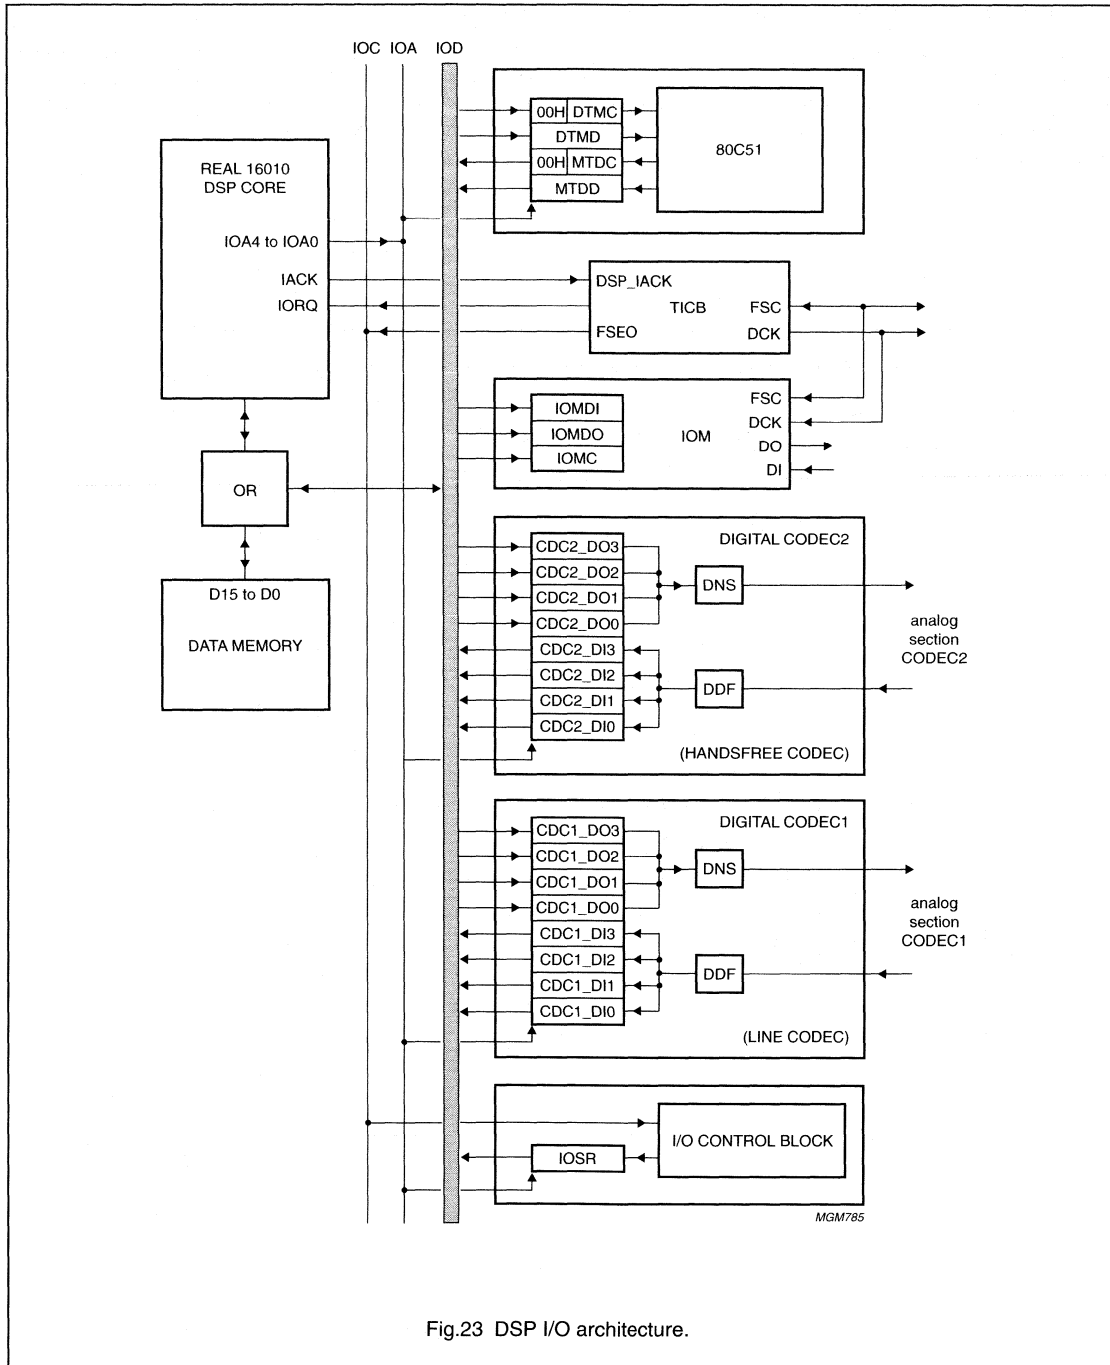 IOC IOA IOD
REAL 16010
DSP CORE
IOA4 to IOA0
IACK
IORQ
OR
D15 to D0
DATA MEMORY
00H DTMC
DTMD
00H MTDC
MTDD
80C51
DSP_IACK
TICB
FSC
FSEO
DCK
IOMDI
IOMDO
IOMC
IOM
FSC
DCK
DO
DI
DIGITAL CODEC2
CDC2_DO3
CDC2_DO2
CDC2_DO1
CDC2_DO0
CDC2_DI3
CDC2_DI2
CDC2_DI1
CDC2_DI0
DNS
DDF
(HANDSFREE CODEC)
analog
section
CODEC2
DIGITAL CODEC1
CDC1_DO3
CDC1_DO2
CDC1_DO1
CDC1_DO0
CDC1_DI3
CDC1_DI2
CDC1_DI1
CDC1_DI0
DNS
DDF
(LINE CODEC)
analog
section
CODEC1
I/O CONTROL BLOCK
IOSR
MGM785
Fig.23 DSP I/O architecture.